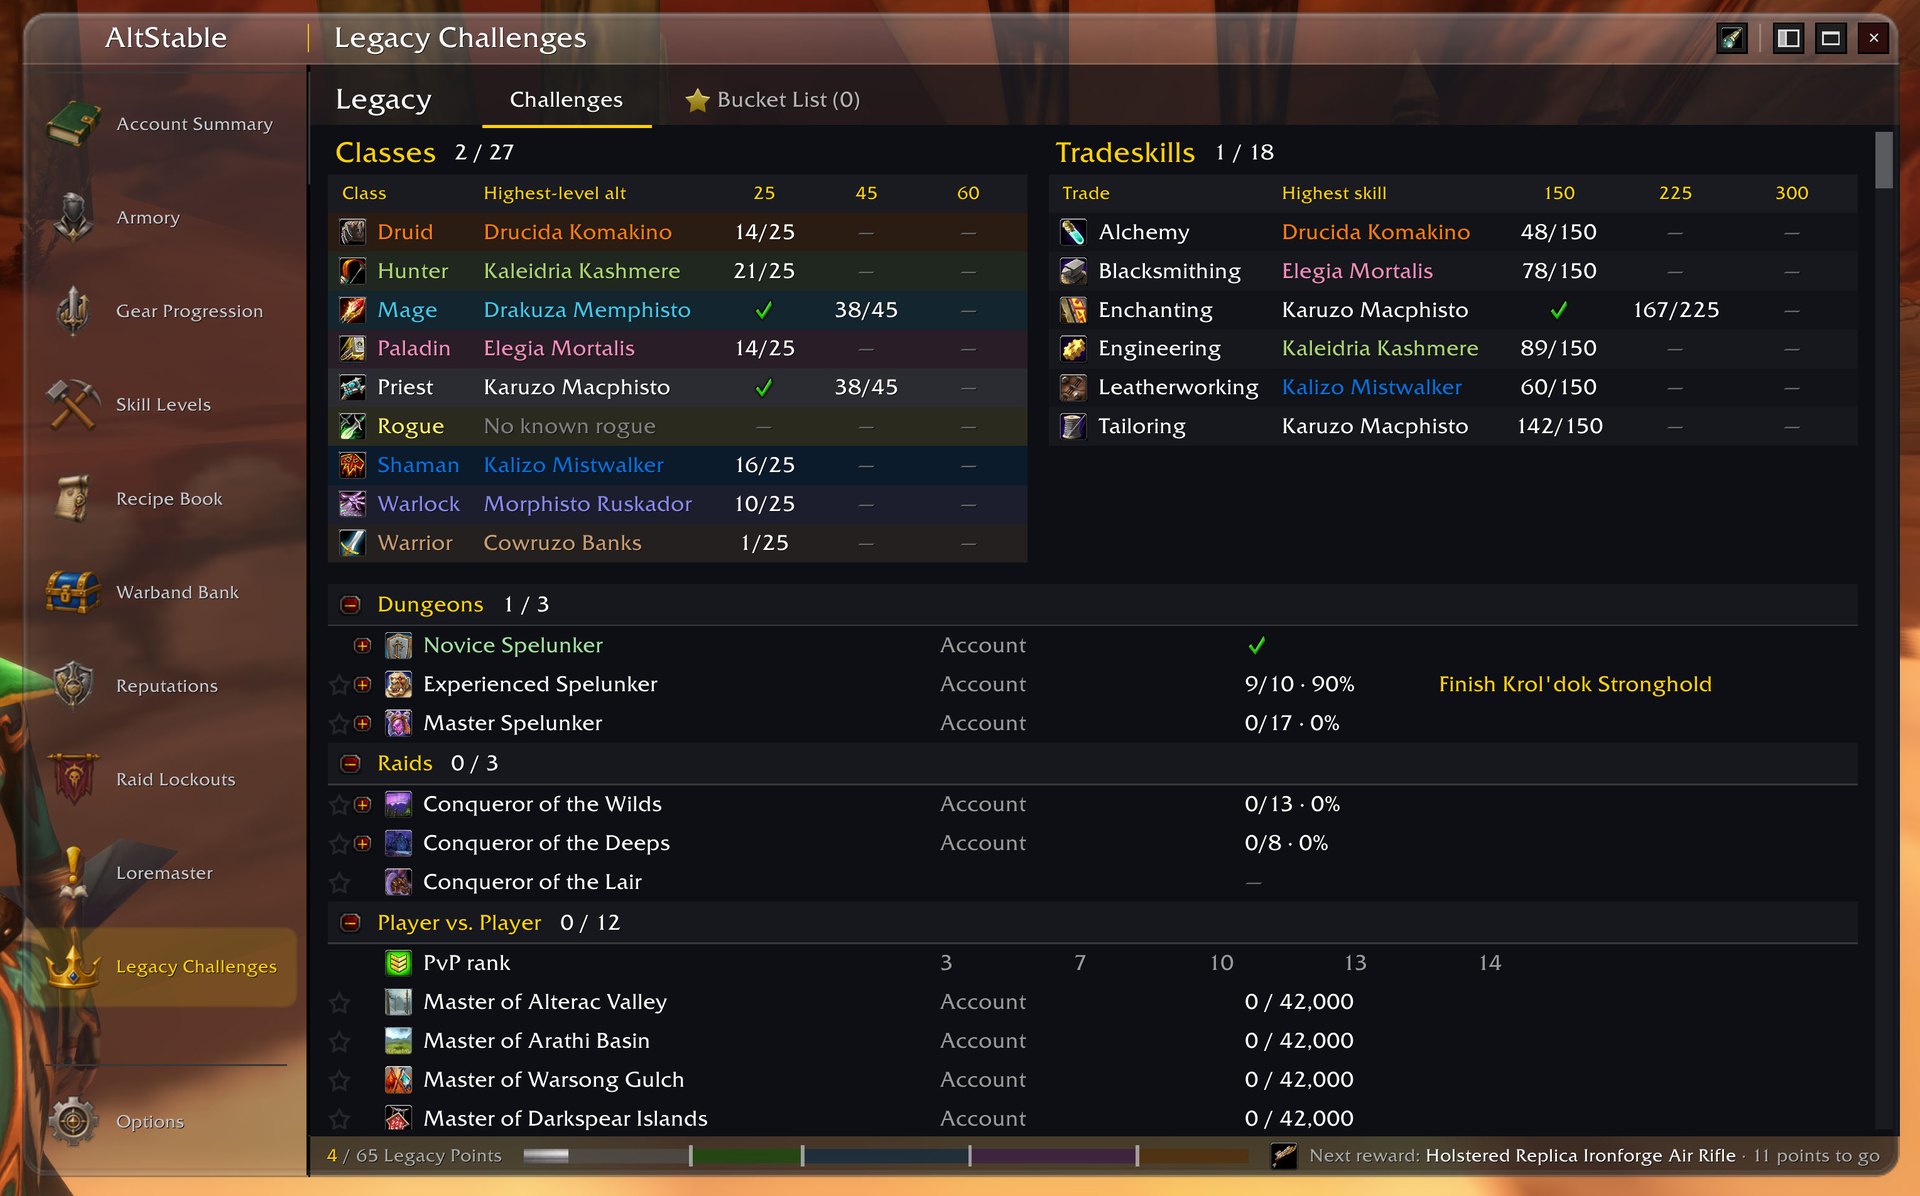 AltStable
Legacy Challenges
Account Summary
Armory
Gear Progression
Skill Levels
Recipe Book
Warband Bank
Reputations
Raid Lockouts
Loremaster
Legacy Challenges
Options
Legacy
Challenges
Bucket List (0)
Classes 2 / 27
Class Highest-level alt 25 45 60
Druid Drucida Komakino 14/25 — —
Hunter Kaleidria Kashmere 21/25 — —
Mage Drakuza Memphisto ✓ 38/45 —
Paladin Elegia Mortalis 14/25 — —
Priest Karuzo Macphisto ✓ 38/45 —
Rogue No known rogue — — —
Shaman Kalizo Mistwalker 16/25 — —
Warlock Morphisto Ruskador 10/25 — —
Warrior Cowruzo Banks 1/25 — —
Tradeskills 1 / 18
Trade Highest skill 150 225 300
Alchemy Drucida Komakino 48/150 — —
Blacksmithing Elegia Mortalis 78/150 — —
Enchanting Karuzo Macphisto ✓ 167/225 —
Engineering Kaleidria Kashmere 89/150 — —
Leatherworking Kalizo Mistwalker 60/150 — —
Tailoring Karuzo Macphisto 142/150 — —
Dungeons 1 / 3
Novice Spelunker Account ✓
Experienced Spelunker Account 9/10 · 90% Finish Krol'dok Stronghold
Master Spelunker Account 0/17 · 0%
Raids 0 / 3
Conqueror of the Wilds Account 0/13 · 0%
Conqueror of the Deeps Account 0/8 · 0%
Conqueror of the Lair —
Player vs. Player 0 / 12
PvP rank 3 7 10 13 14
Master of Alterac Valley Account 0 / 42,000
Master of Arathi Basin Account 0 / 42,000
Master of Warsong Gulch Account 0 / 42,000
Master of Darkspear Islands Account 0 / 42,000
4 / 65 Legacy Points
Next reward: Holstered Replica Ironforge Air Rifle · 11 points to go